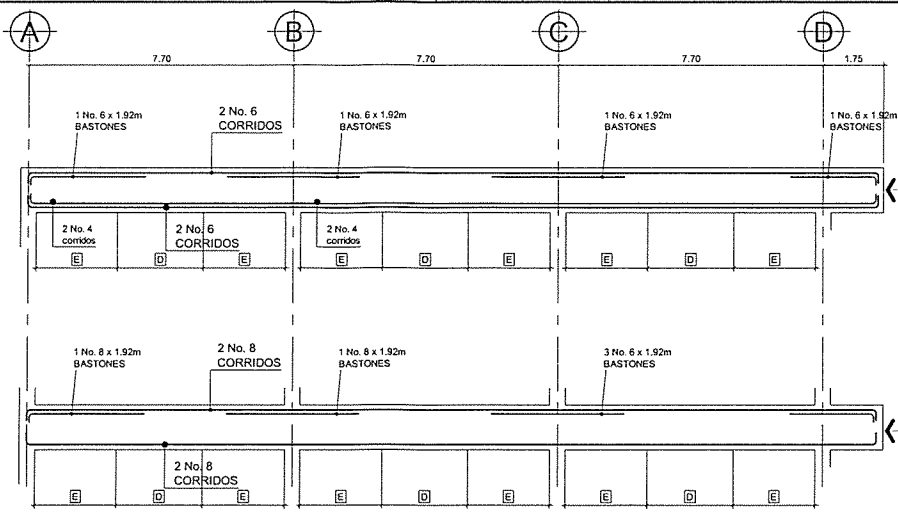 A B C D
7.70 7.70 7.70 1.75
1 No. 6 x 1.92m
BASTONES
2 No. 6
CORRIDOS
1 No. 6 x 1.92m
BASTONES
1 No. 6 x 1.92m
BASTONES
1 No. 6 x 1.92m
BASTONES
2 No. 4
corridos
2 No. 6
CORRIDOS
2 No. 4
corridos
E D E E D E E D E
1 No. 8 x 1.92m
BASTONES
2 No. 8
CORRIDOS
1 No. 8 x 1.92m
BASTONES
3 No. 6 x 1.92m
BASTONES
2 No. 8
CORRIDOS
E D E E D E E D E